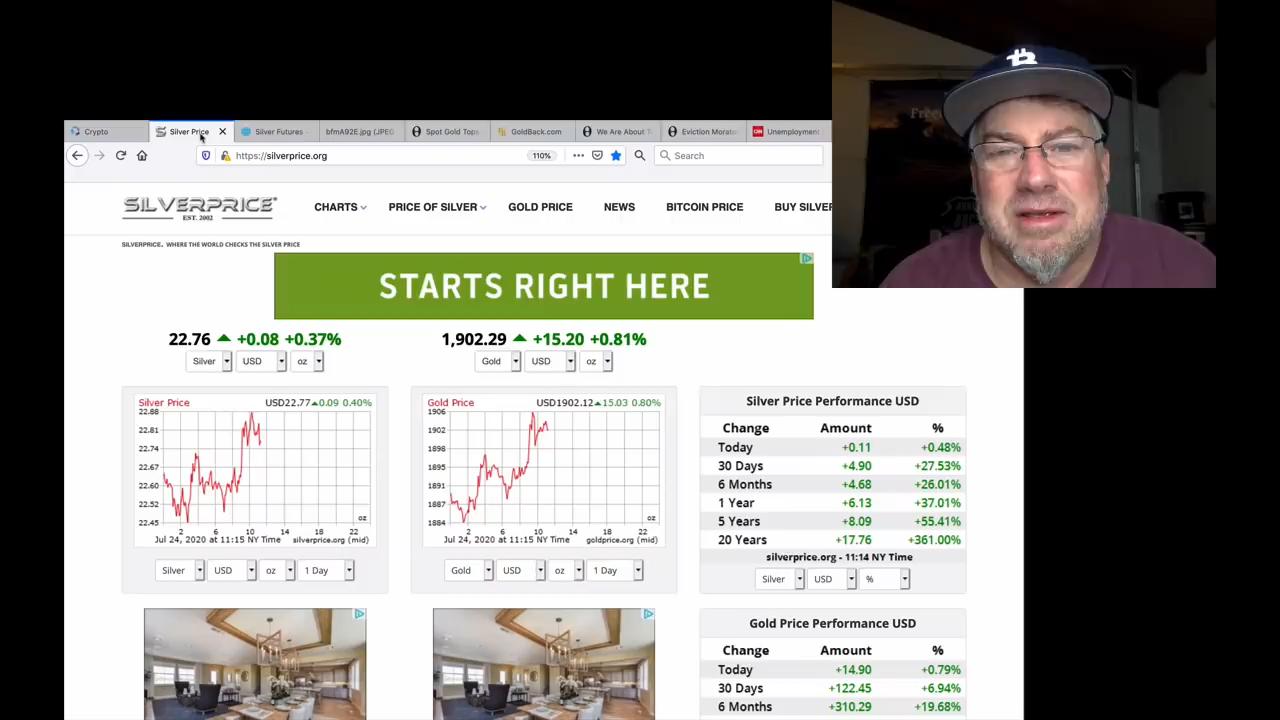 Crypto
Silver Price
Silver Futures
bfmA92E.jpg (JPEG
Spot Gold Tops
GoldBack.com
We Are About T
Eviction Morato
Unemployment
https://silverprice.org
110%
Search
SILVERPRICE
EST. 2002
CHARTS
PRICE OF SILVER
GOLD PRICE
NEWS
BITCOIN PRICE
BUY SILVER
SILVERPRICE. WHERE THE WORLD CHECKS THE SILVER PRICE
STARTS RIGHT HERE
22.76 +0.08 +0.37%
Silver USD oz
1,902.29 +15.20 +0.81%
Gold USD oz
Silver Price USD22.77▲0.09 0.40%
22.88
22.81
22.74
22.67
22.60
22.52
22.45
oz
2 6 10 14 18 22
Jul 24, 2020 at 11:15 NY Time silverprice.org (mid)
Silver USD oz 1 Day
Gold Price USD1902.12▲15.03 0.80%
1906
1902
1898
1895
1891
1887
1884
oz
2 6 10 14 18 22
Jul 24, 2020 at 11:15 NY Time goldprice.org (mid)
Gold USD oz 1 Day
Silver Price Performance USD
Change Amount %
Today +0.11 +0.48%
30 Days +4.90 +27.53%
6 Months +4.68 +26.01%
1 Year +6.13 +37.01%
5 Years +8.09 +55.41%
20 Years +17.76 +361.00%
silverprice.org - 11:14 NY Time
Silver USD %
Gold Price Performance USD
Change Amount %
Today +14.90 +0.79%
30 Days +122.45 +6.94%
6 Months +310.29 +19.68%